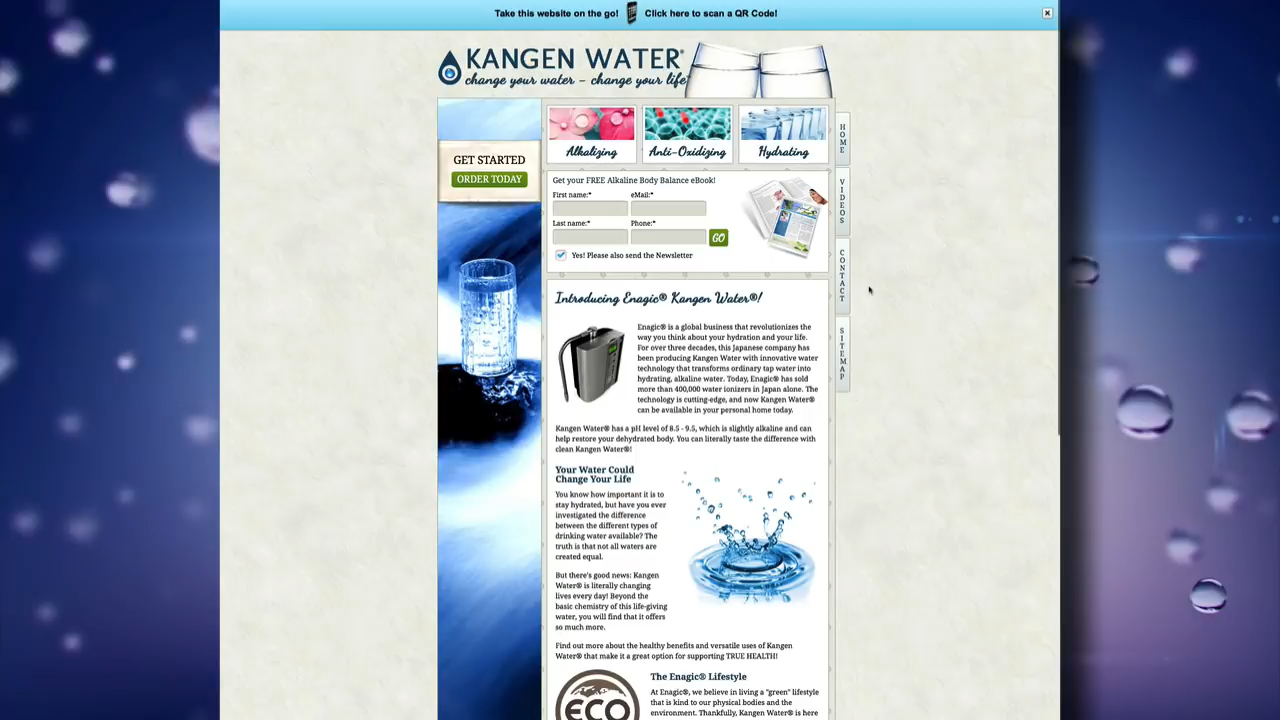 Take this website on the go! Click here to scan a QR Code!
KANGEN WATER®
change your water – change your life
GET STARTED
ORDER TODAY
Alkalizing
Anti-Oxidizing
Hydrating
Get your FREE Alkaline Body Balance eBook!
First name:* eMail:*
Last name:* Phone:*
GO
Yes! Please also send the Newsletter
HOME
VIDEOS
CONTACT
SITEMAP
Introducing Enagic® Kangen Water®!
Enagic® is a global business that revolutionizes the
way you think about your hydration and your life.
For over three decades, this Japanese company has
been producing Kangen Water with innovative water
technology that transforms ordinary tap water into
hydrating, alkaline water. Today, Enagic® has sold
more than 400,000 water ionizers in Japan alone. The
technology is cutting-edge, and now Kangen Water®
can be available in your personal home today.
Kangen Water® has a pH level of 8.5 - 9.5, which is slightly alkaline and can
help restore your dehydrated body. You can literally taste the difference with
clean Kangen Water®!
Your Water Could
Change Your Life
You know how important it is to
stay hydrated, but have you ever
investigated the difference
between the different types of
drinking water available? The
truth is that not all waters are
created equal.
But there's good news: Kangen
Water® is literally changing
lives every day! Beyond the
basic chemistry of this life-giving
water, you will find that it offers
so much more.
Find out more about the healthy benefits and versatile uses of Kangen
Water® that make it a great option for supporting TRUE HEALTH!
ECO
The Enagic® Lifestyle
At Enagic®, we believe in living a "green" lifestyle
that is kind to our physical bodies and the
environment. Thankfully, Kangen Water® is here